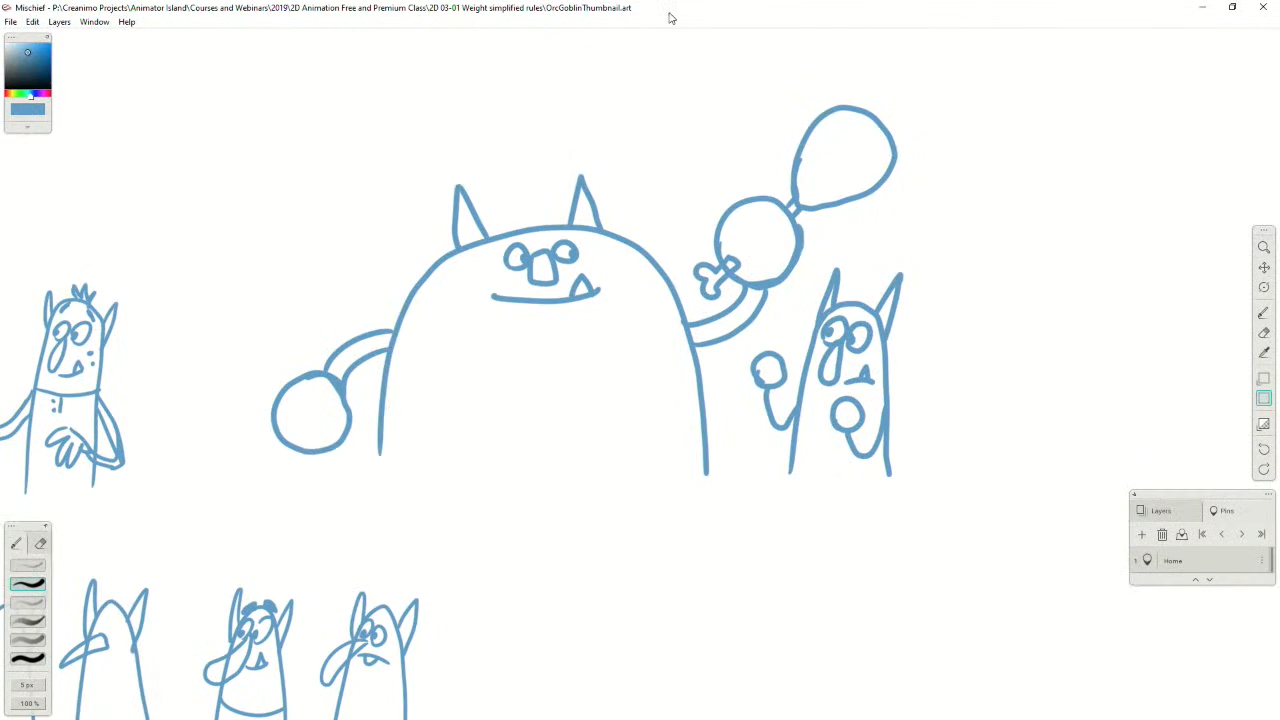 Mischief - P:\Creanimo Projects\Animator Island\Courses and Webinars\2019\2D Animation Free and Premium Class\2D 03-01 Weight simplified rules\OrcGoblinThumbnail.art
File Edit Layers Window Help
Layers Pins
1 Home
5 px
100 %